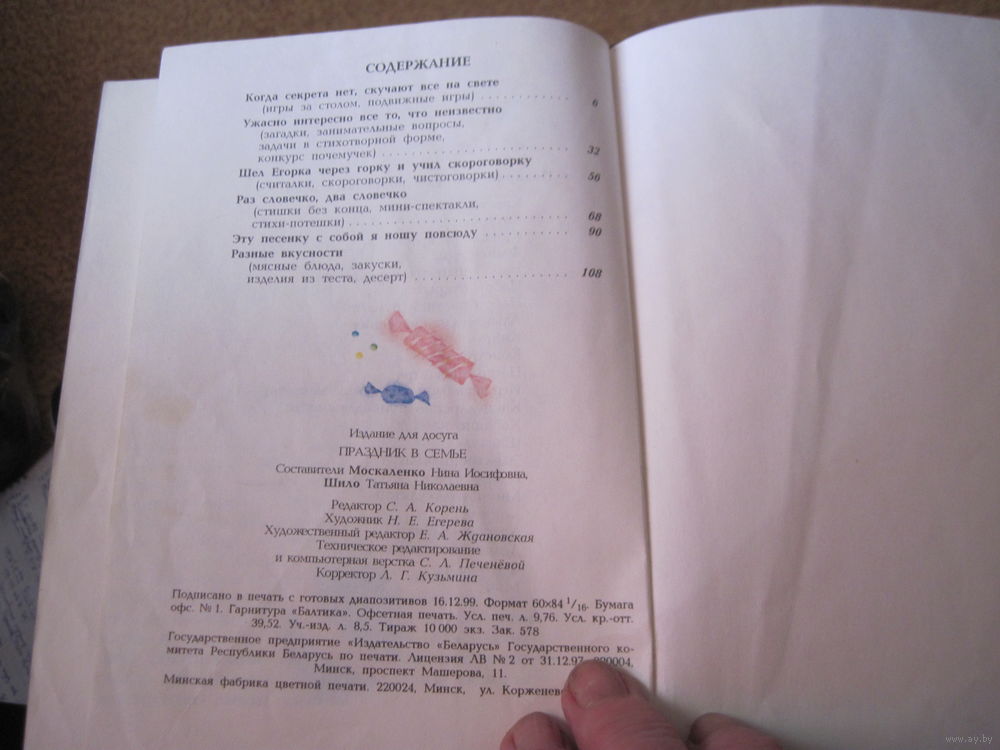 СОДЕРЖАНИЕ
Когда секрета нет, скучают все на свете
(игры за столом, подвижные игры) . . . . . . . . . . . . 6
Ужасно интересно все то, что неизвестно
(загадки, занимательные вопросы,
задачи в стихотворной форме,
конкурс почемучек) . . . . . . . . . . . . . . . . . . . . . . . . 32
Шел Егорка через горку и учил скороговорку
(считалки, скороговорки, чистоговорки) . . . . . . . . . 56
Раз словечко, два словечко
(стишки без конца, мини-спектакли,
стихи-потешки) . . . . . . . . . . . . . . . . . . . . . . . . . . . . 68
Эту песенку с собой я ношу повсюду . . . . . . . . . . . 90
Разные вкусности
(мясные блюда, закуски,
изделия из теста, десерт) . . . . . . . . . . . . . . . . . . . . 108
Издание для досуга
ПРАЗДНИК В СЕМЬЕ
Составители Москаленко Нина Иосифовна,
Шило Татьяна Николаевна
Редактор С. А. Корень
Художник Н. Е. Егерева
Художественный редактор Е. А. Ждановская
Техническое редактирование
и компьютерная верстка С. Л. Печенёвой
Корректор Л. Г. Кузьмина
Подписано в печать с готовых диапозитивов 16.12.99. Формат 60×84 1/16. Бумага
офс. № 1. Гарнитура «Балтика». Офсетная печать. Усл. печ. л. 9,76. Усл. кр.-отт.
39,52. Уч.-изд. л. 8,5. Тираж 10 000 экз. Зак. 578
Государственное предприятие «Издательство «Беларусь» Государственного ко-
митета Республики Беларусь по печати. Лицензия ЛВ № 2 от 31.12.97.
Минск, проспект Машерова, 11.
Минская фабрика цветной печати. 220024, Минск, ул.
www.ay.by